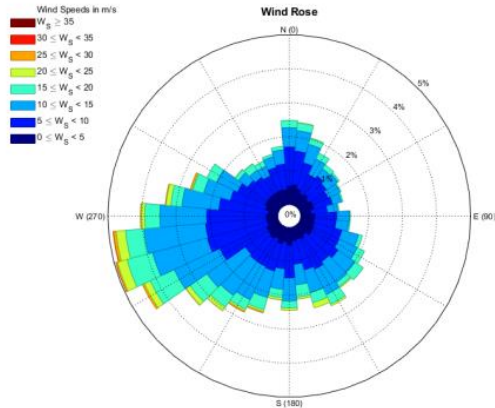 Wind Speeds in m/s
W_S ≥ 35
30 ≤ W_S < 35
25 ≤ W_S < 30
20 ≤ W_S < 25
15 ≤ W_S < 20
10 ≤ W_S < 15
5 ≤ W_S < 10
0 ≤ W_S < 5
Wind Rose
N (0)
5%
4%
3%
2%
1%
0%
W (270)
E (90)
S (180)